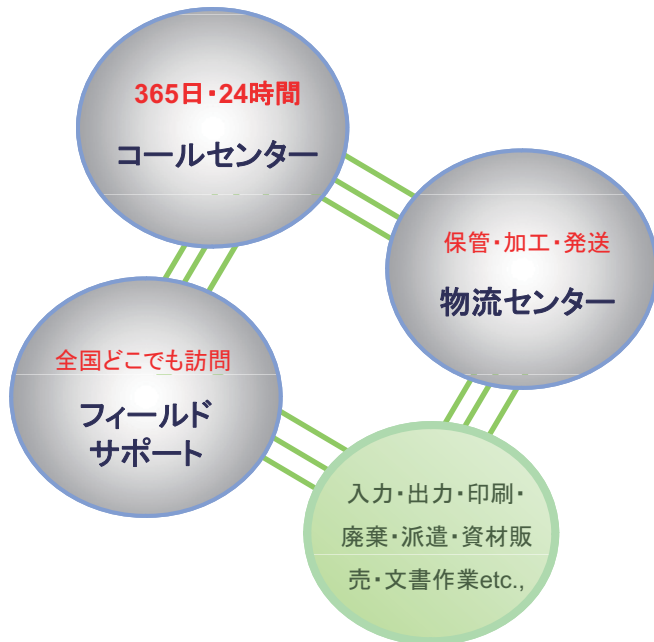 365日・24時間
コールセンター
保管・加工・発送
物流センター
全国どこでも訪問
フィールド
サポート
入力・出力・印刷・
廃棄・派遣・資材販
売・文書作業etc.,